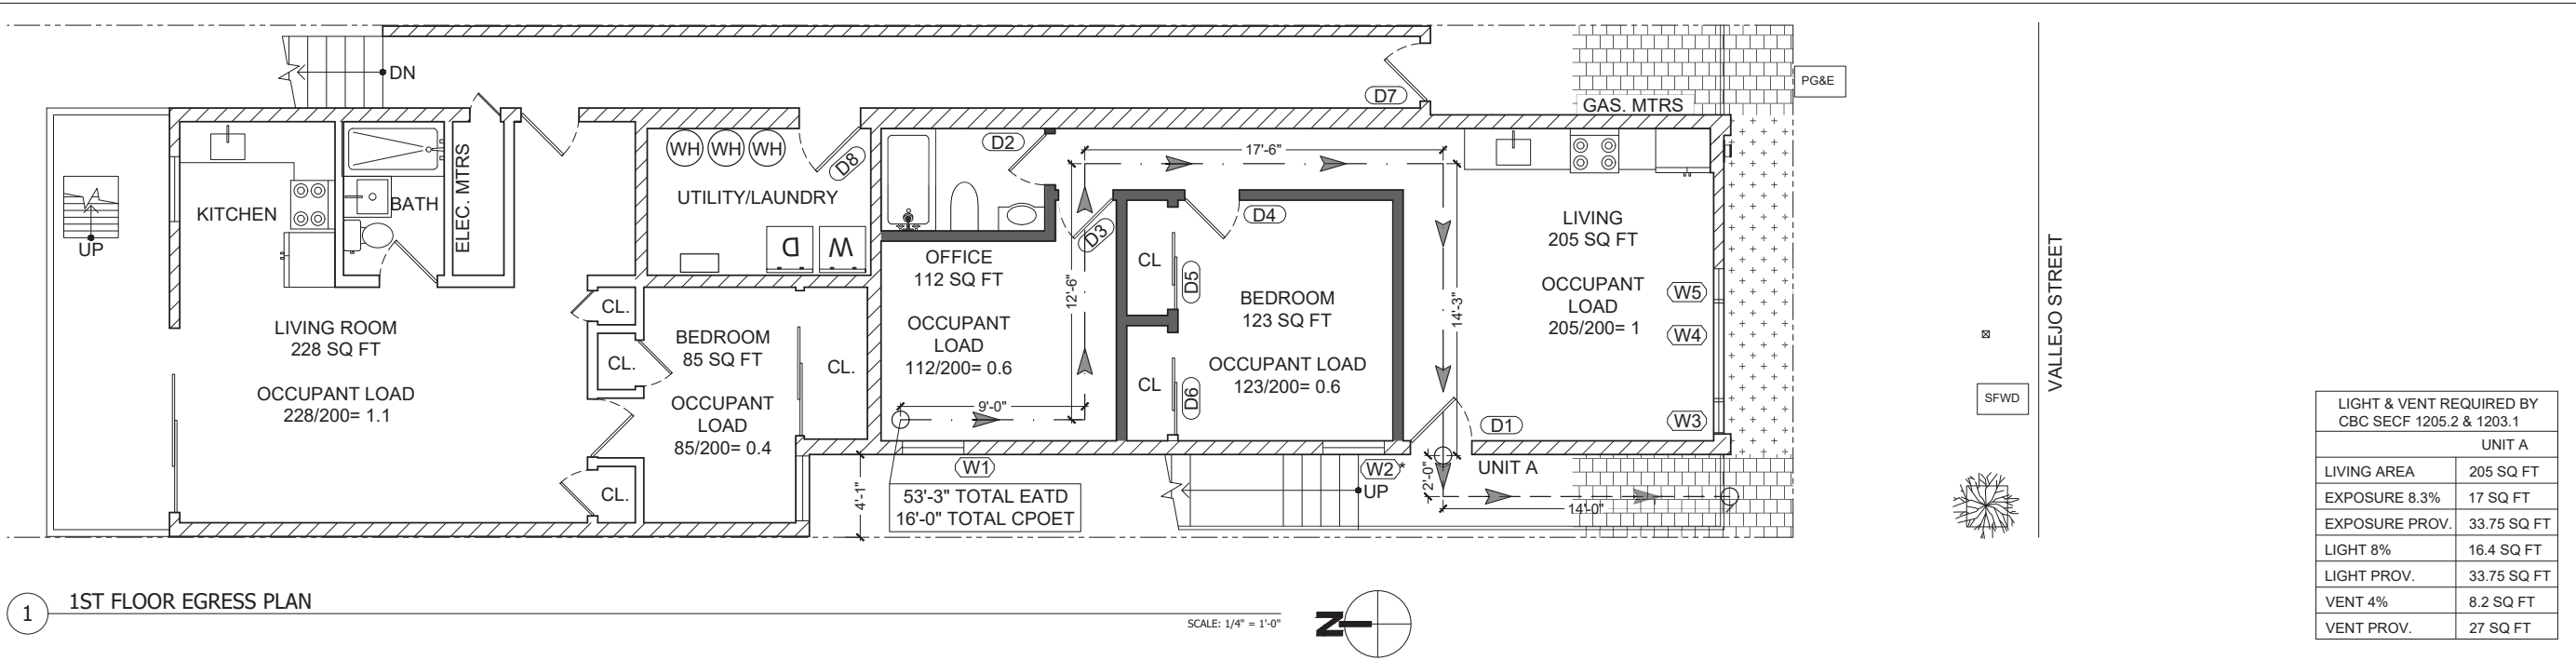 DN
D7
PG&E
GAS. MTRS
KITCHEN
BATH
ELEC. MTRS
WH
WH
WH
D8
UTILITY/LAUNDRY
D
W
UP
D2
17'-6"
D3
D4
OFFICE
112 SQ FT
OCCUPANT
LOAD
112/200= 0.6
12'-6"
9'-0"
CL
D5
CL
D6
BEDROOM
123 SQ FT
OCCUPANT LOAD
123/200= 0.6
14'-3"
LIVING
205 SQ FT
OCCUPANT
LOAD
205/200= 1
W5
W4
W3
D1
LIVING ROOM
228 SQ FT
OCCUPANT LOAD
228/200= 1.1
CL.
CL.
CL.
CL.
BEDROOM
85 SQ FT
OCCUPANT
LOAD
85/200= 0.4
4'-1"
W1
53'-3" TOTAL EATD
16'-0" TOTAL CPOET
W2*
UP
2'-0"
UNIT A
14'-0"
SFWD
VALLEJO STREET
LIGHT & VENT REQUIRED BY
CBC SECF 1205.2 & 1203.1
UNIT A
LIVING AREA 205 SQ FT
EXPOSURE 8.3% 17 SQ FT
EXPOSURE PROV. 33.75 SQ FT
LIGHT 8% 16.4 SQ FT
LIGHT PROV. 33.75 SQ FT
VENT 4% 8.2 SQ FT
VENT PROV. 27 SQ FT
1 1ST FLOOR EGRESS PLAN
SCALE: 1/4" = 1'-0"
N